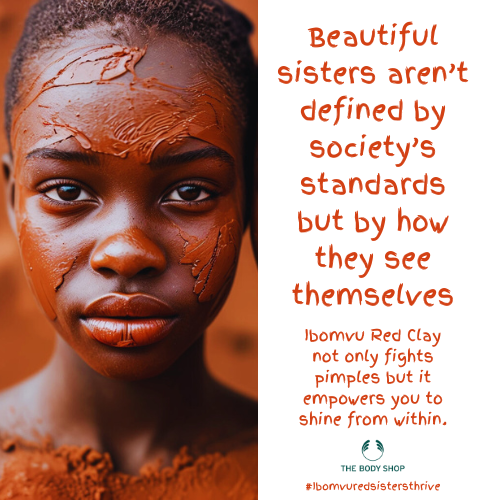 Beautiful
sisters aren't
defined by
society's
standards
but by how
they see
themselves
Ibomvu Red Clay
not only fights
pimples but it
empowers you to
shine from within.
THE BODY SHOP
#Ibomvuredsistersthrive